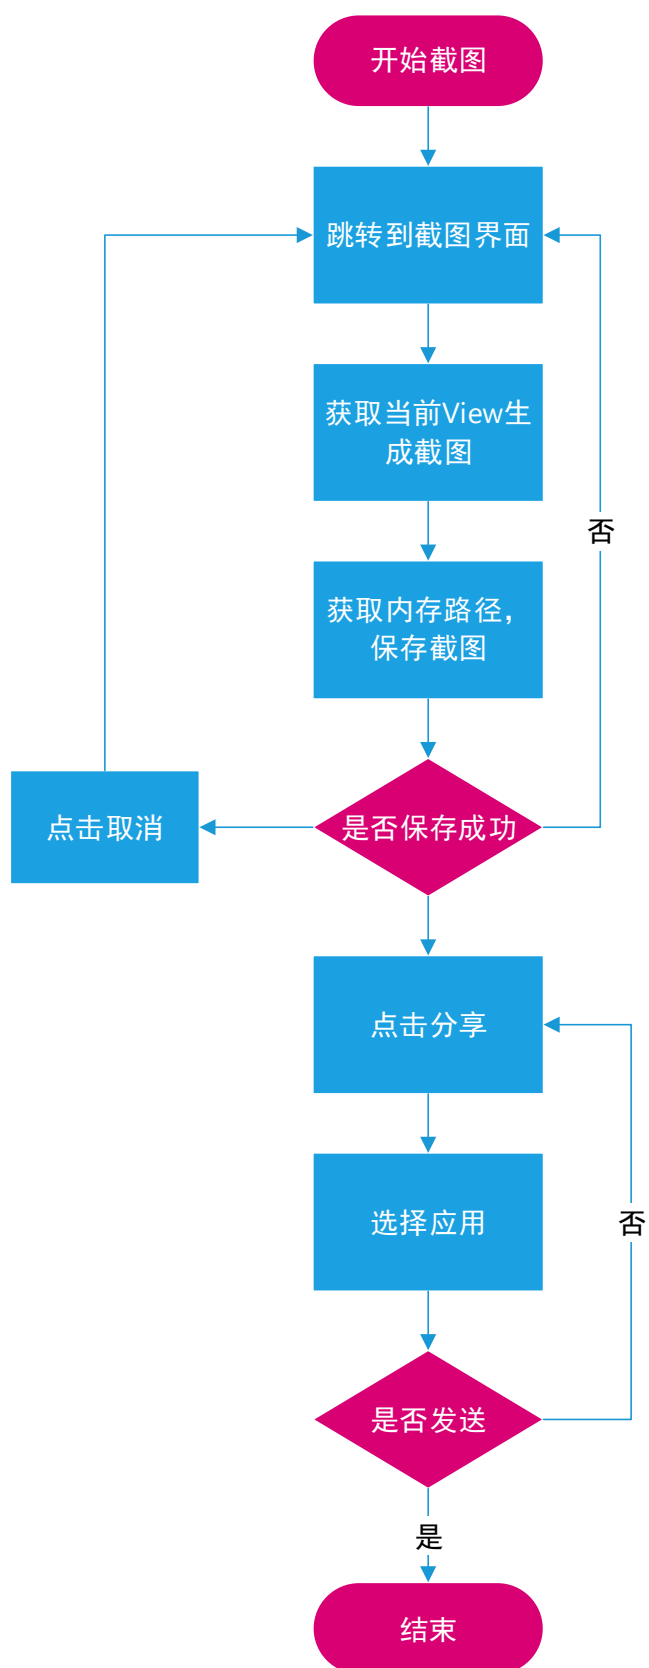 开始截图
跳转到截图界面
获取当前View生
成截图
否
获取内存路径，
保存截图
点击取消
是否保存成功
点击分享
选择应用
否
是否发送
是
结束